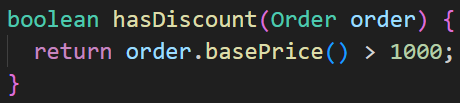 boolean hasDiscount(Order order) {
  return order.basePrice() > 1000;
}